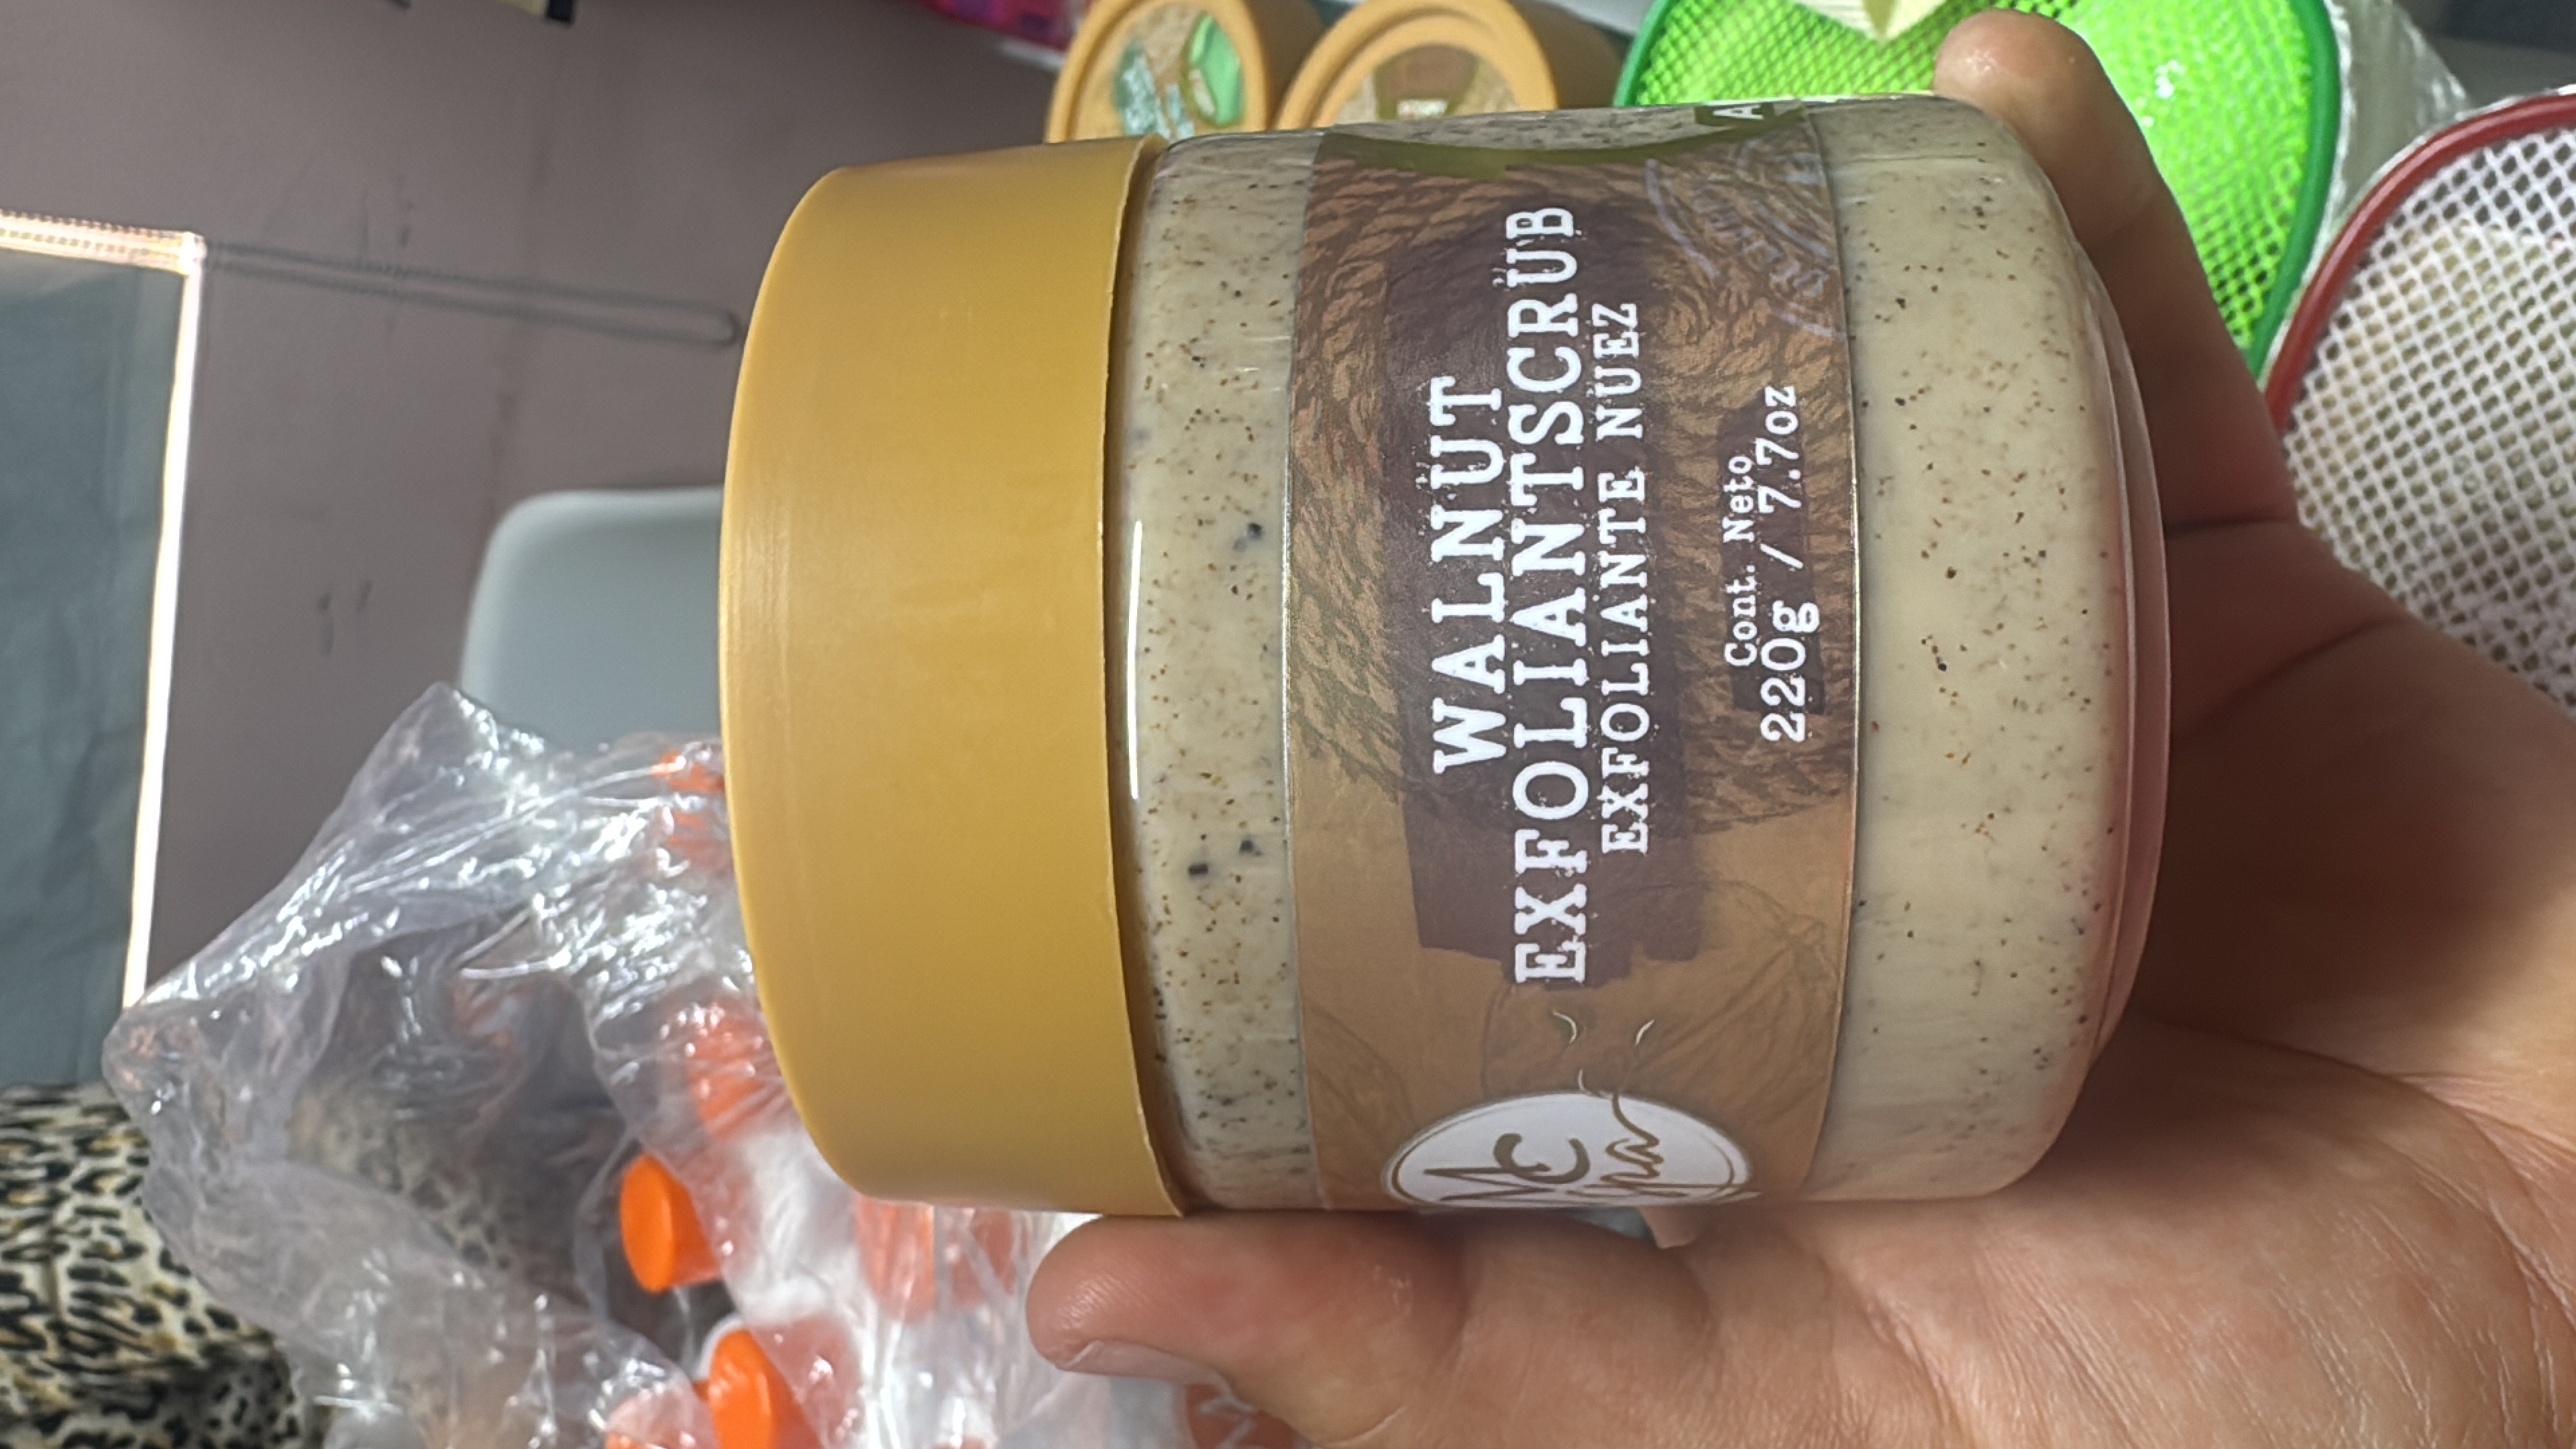 WALNUT
EXFOLIANTSCRUB
EXFOLIANTE NUEZ
Cont. Neto
220g / 7.7oz